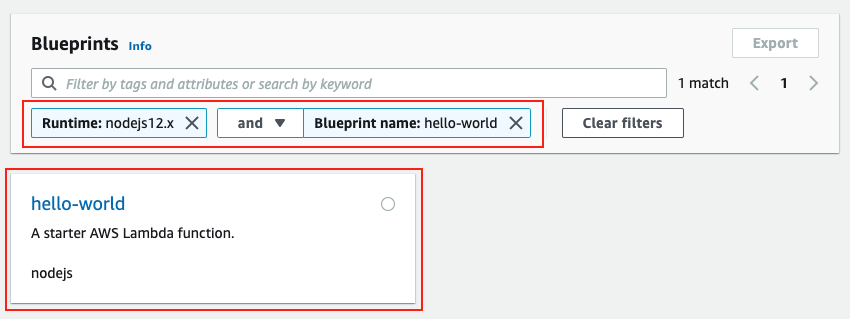 Blueprints Info
Export
Filter by tags and attributes or search by keyword
1 match
1
Runtime: nodejs12.x
and
Blueprint name: hello-world
Clear filters
hello-world
A starter AWS Lambda function.
nodejs